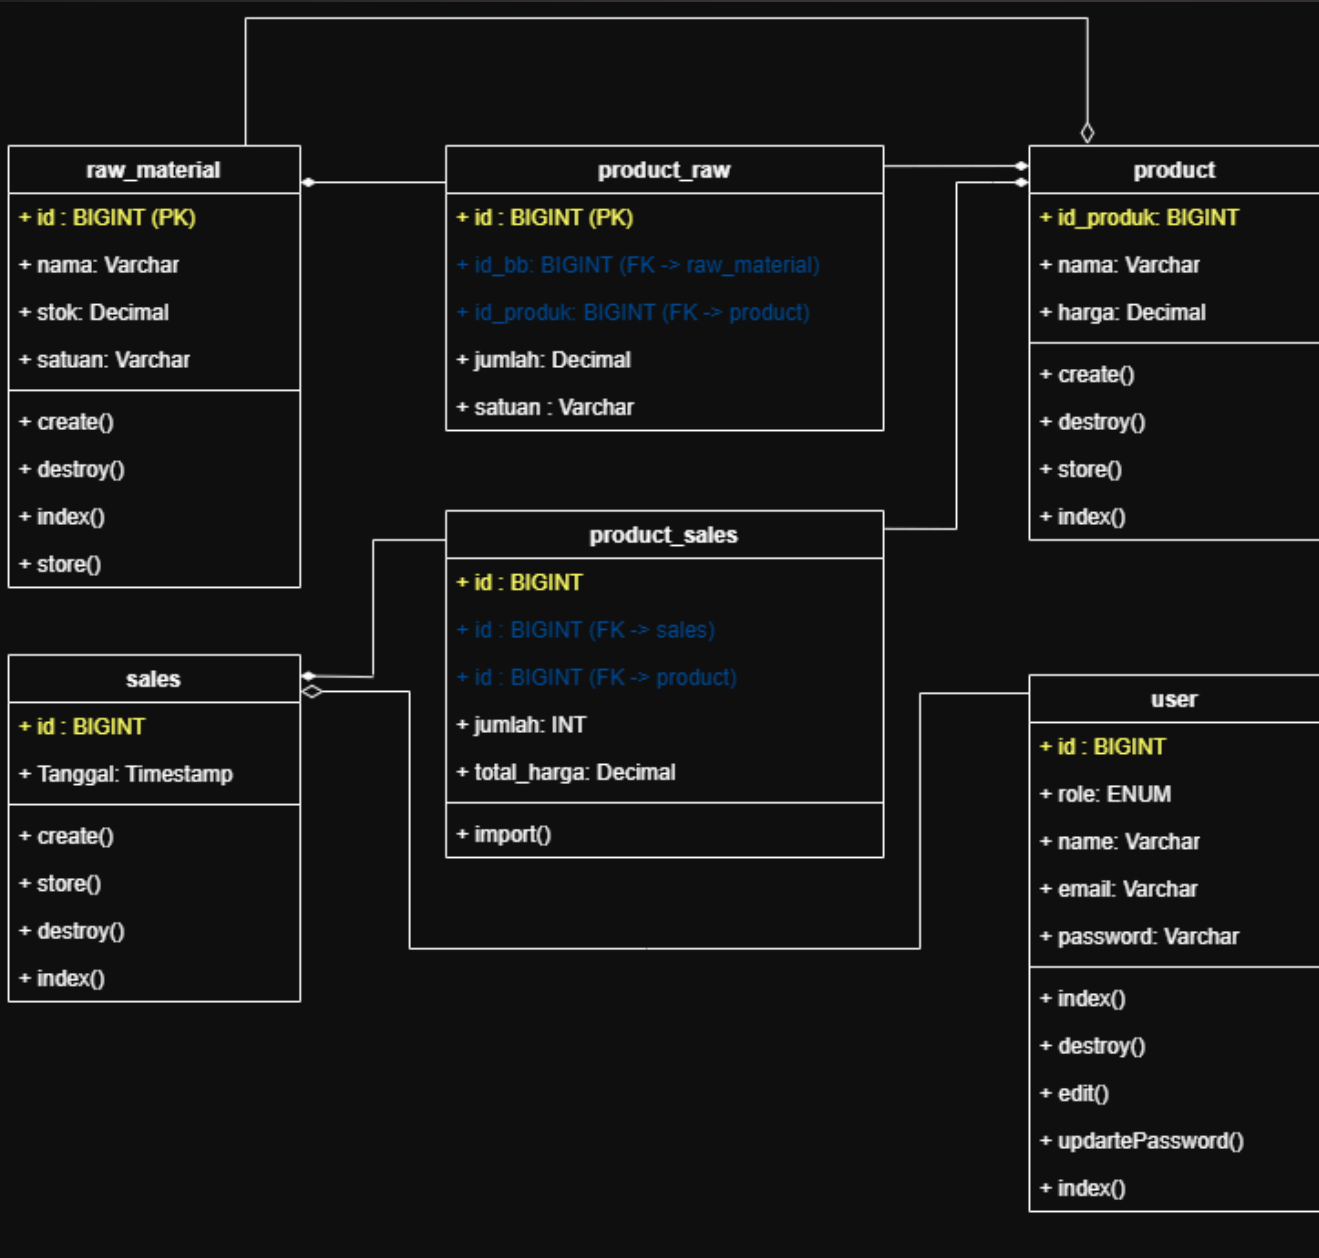 raw_material
+ id : BIGINT (PK)
+ nama: Varchar
+ stok: Decimal
+ satuan: Varchar
+ create()
+ destroy()
+ index()
+ store()
product_raw
+ id : BIGINT (PK)
+ id_bb: BIGINT (FK -> raw_material)
+ id_produk: BIGINT (FK -> product)
+ jumlah: Decimal
+ satuan : Varchar
product
+ id_produk: BIGINT
+ nama: Varchar
+ harga: Decimal
+ create()
+ destroy()
+ store()
+ index()
product_sales
+ id : BIGINT
+ id : BIGINT (FK -> sales)
+ id : BIGINT (FK -> product)
+ jumlah: INT
+ total_harga: Decimal
+ import()
sales
+ id : BIGINT
+ Tanggal: Timestamp
+ create()
+ store()
+ destroy()
+ index()
user
+ id : BIGINT
+ role: ENUM
+ name: Varchar
+ email: Varchar
+ password: Varchar
+ index()
+ destroy()
+ edit()
+ updartePassword()
+ index()